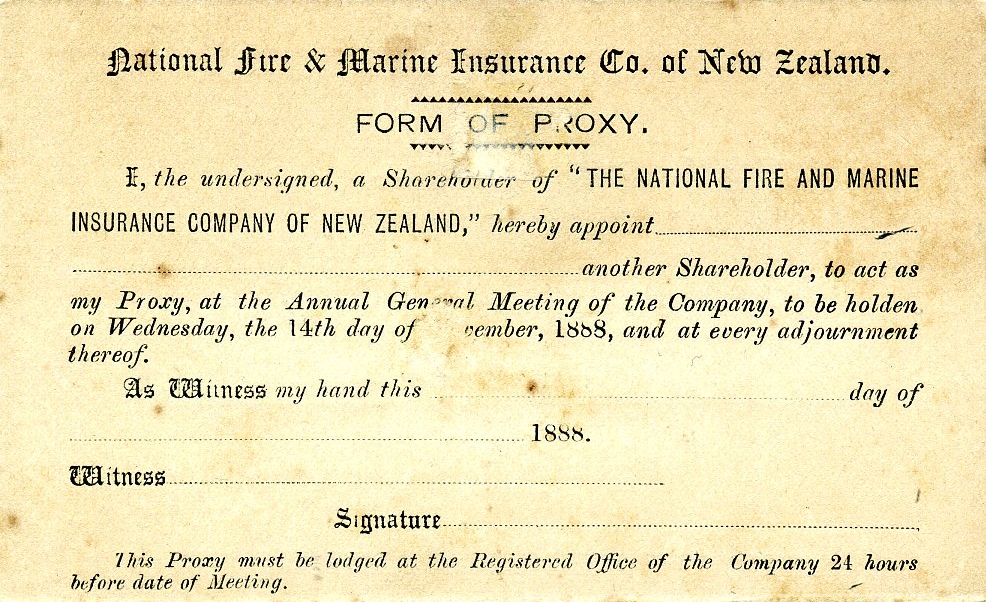 National Fire & Marine Insurance Co. of New Zealand.
FORM OF PROXY.
I, the undersigned, a Shareholder of "THE NATIONAL FIRE AND MARINE
INSURANCE COMPANY OF NEW ZEALAND," hereby appoint
another Shareholder, to act as
my Proxy, at the Annual General Meeting of the Company, to be holden
on Wednesday, the 14th day of vember, 1888, and at every adjournment
thereof.
As Witness my hand this day of
1888.
Witness
Signature
This Proxy must be lodged at the Registered Office of the Company 24 hours
before date of Meeting.